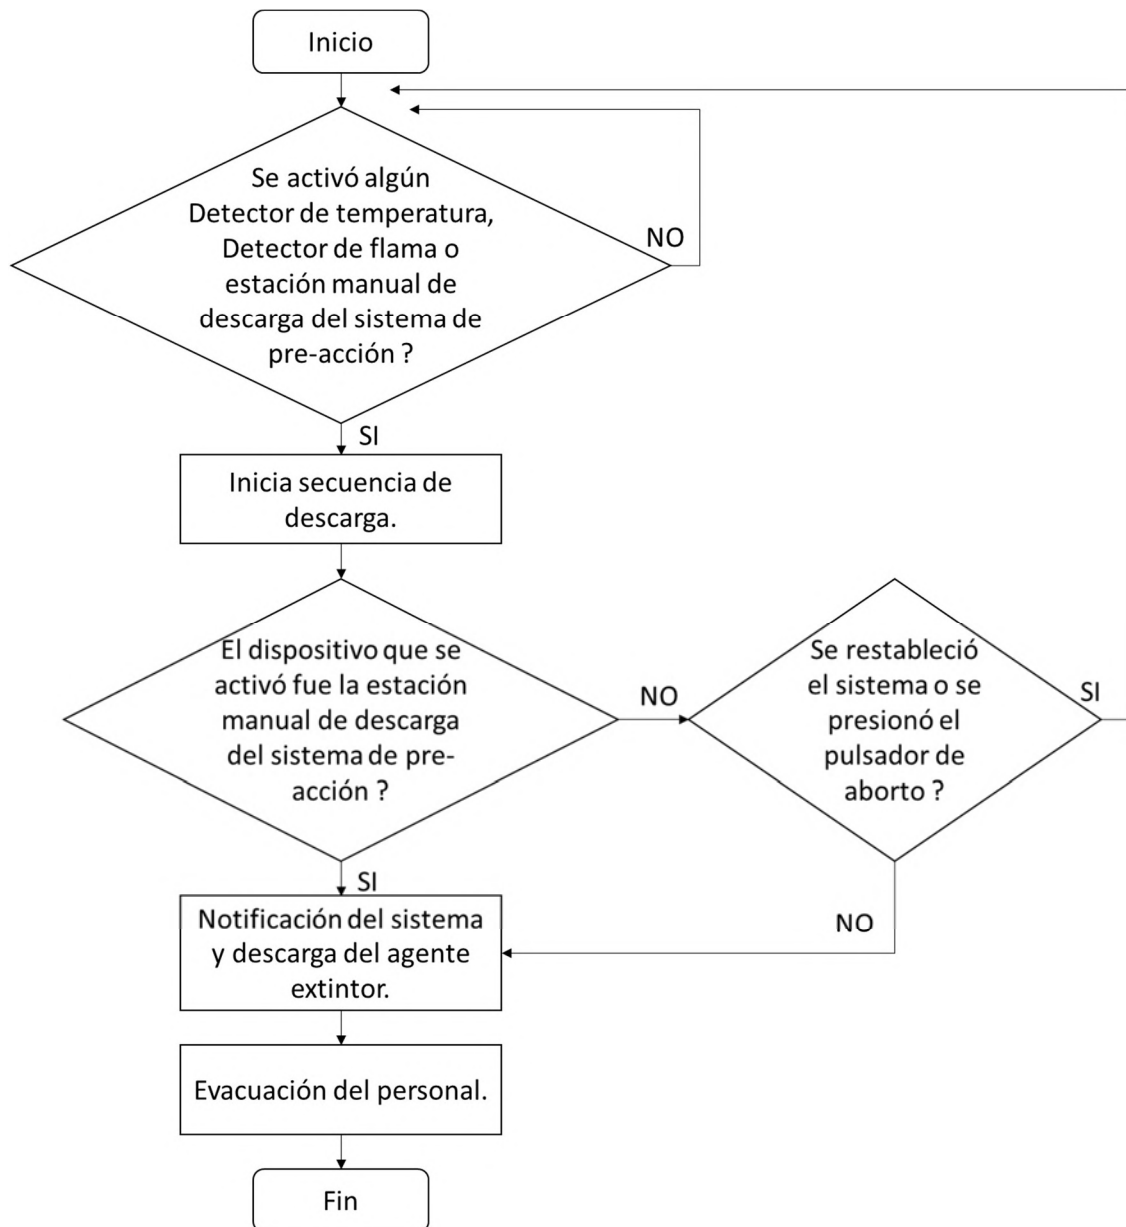 Inicio
Se activó algún
Detector de temperatura,
Detector de flama o
estación manual de
descarga del sistema de
pre-acción ?
NO
SI
Inicia secuencia de
descarga.
El dispositivo que se
activó fue la estación
manual de descarga
del sistema de pre-
acción ?
NO
Se restableció
el sistema o se
presionó el
pulsador de
aborto ?
SI
SI
NO
Notificación del sistema
y descarga del agente
extintor.
Evacuación del personal.
Fin